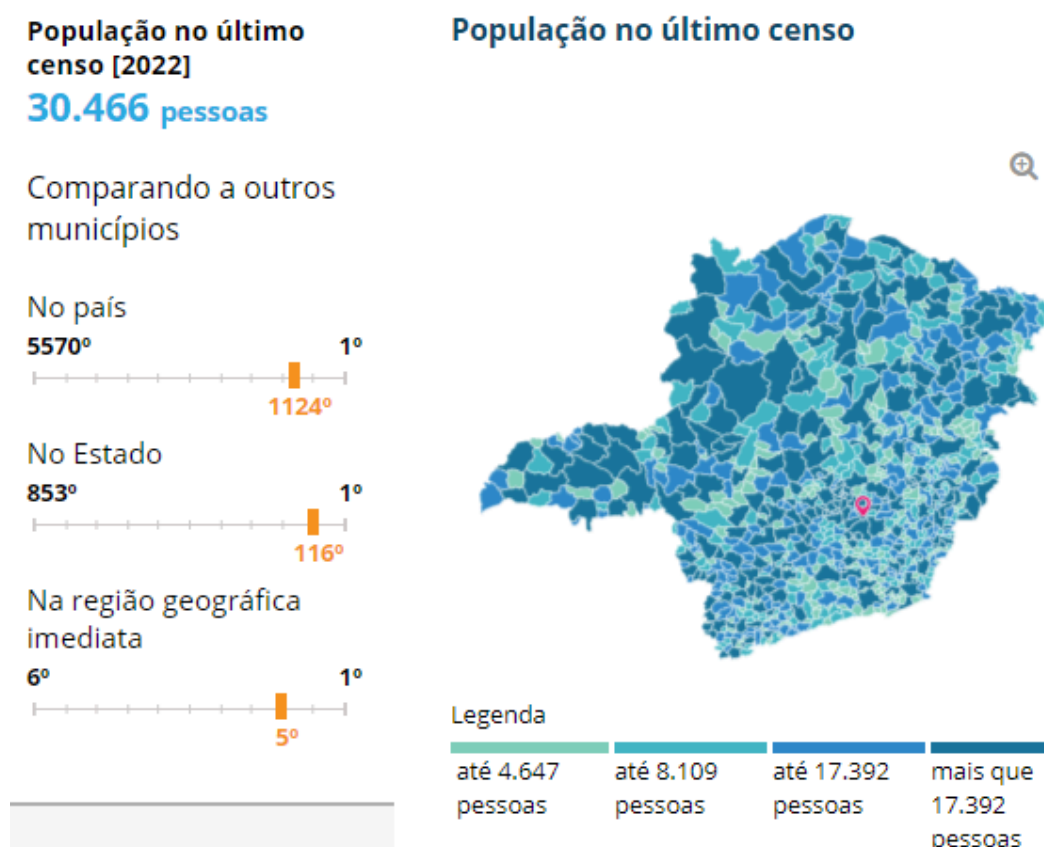 População no último
censo [2022]
30.466 pessoas
Comparando a outros
municípios
No país
5570º 1º
1124º
No Estado
853º 1º
116º
Na região geográfica
imediata
6º 1º
5º
População no último censo
Legenda
até 4.647
pessoas
até 8.109
pessoas
até 17.392
pessoas
mais que
17.392
pessoas